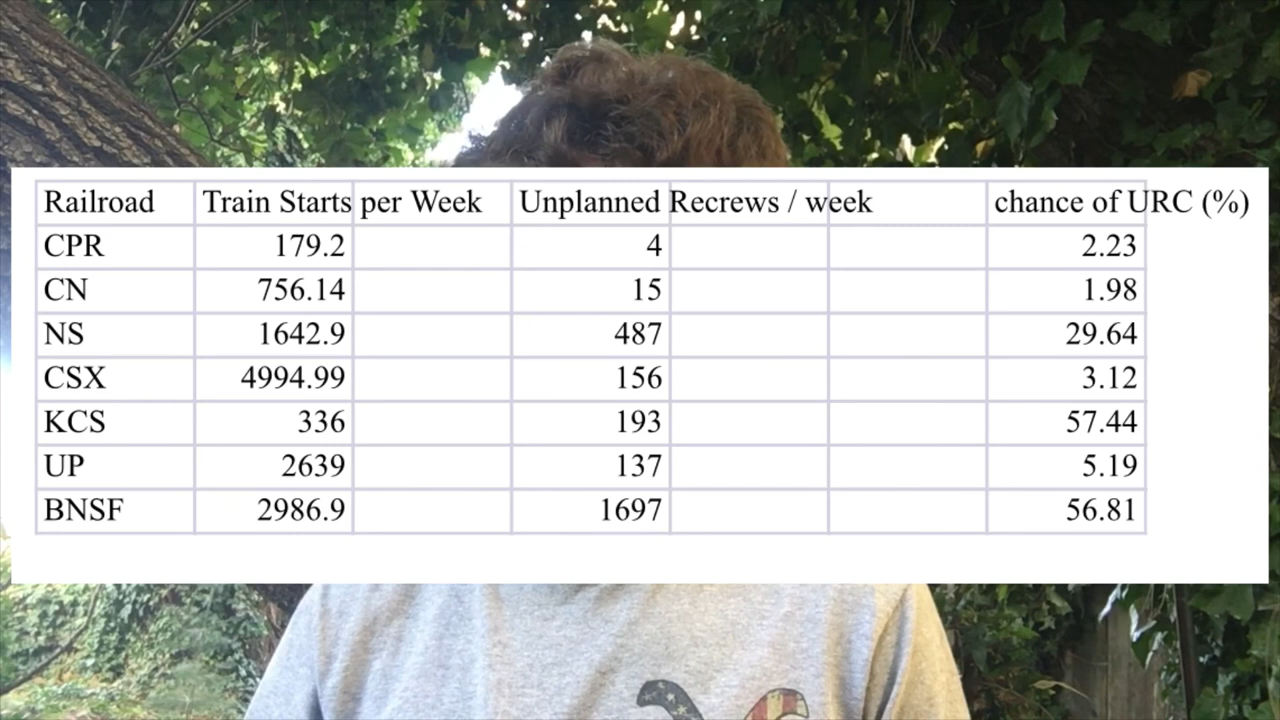 Railroad Train Starts per Week Unplanned Recrews / week chance of URC (%)
CPR 179.2 4 2.23
CN 756.14 15 1.98
NS 1642.9 487 29.64
CSX 4994.99 156 3.12
KCS 336 193 57.44
UP 2639 137 5.19
BNSF 2986.9 1697 56.81